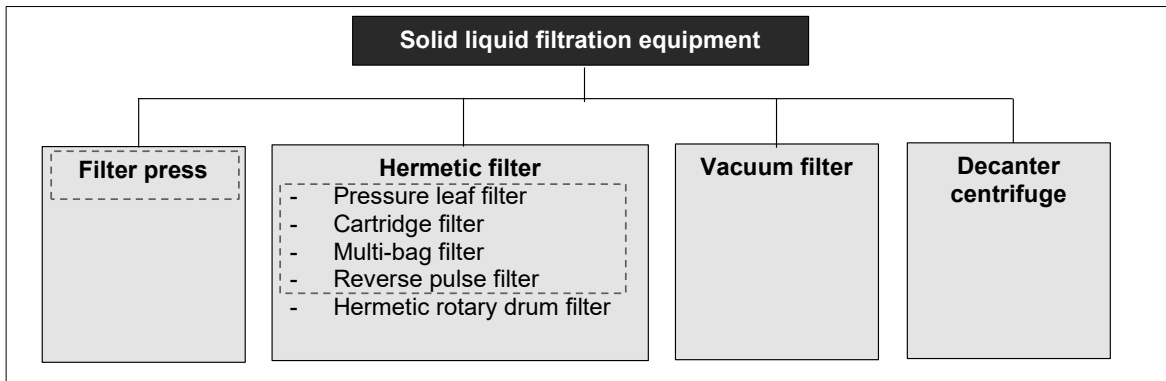 Solid liquid filtration equipment
Filter press
Hermetic filter
- Pressure leaf filter
- Cartridge filter
- Multi-bag filter
- Reverse pulse filter
- Hermetic rotary drum filter
Vacuum filter
Decanter
centrifuge